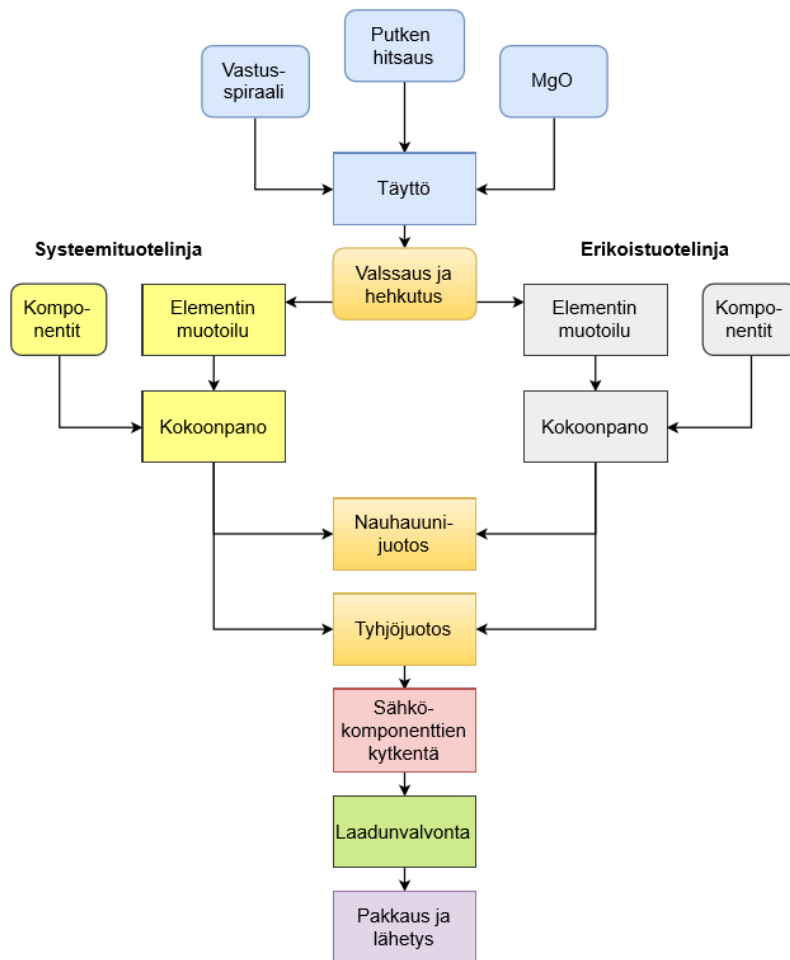 Putken
hitsaus
Vastus-
spiraali
MgO
Täyttö
Systeemituotelinja
Erikoistuotelinja
Valssaus ja
hehkutus
Kompo-
nentit
Elementin
muotoilu
Elementin
muotoilu
Kompo-
nentit
Kokoonpano
Kokoonpano
Nauhauuni-
juotos
Tyhjöjuotos
Sähkö-
komponenttien
kytkentä
Laadunvalvonta
Pakkaus ja
lähetys